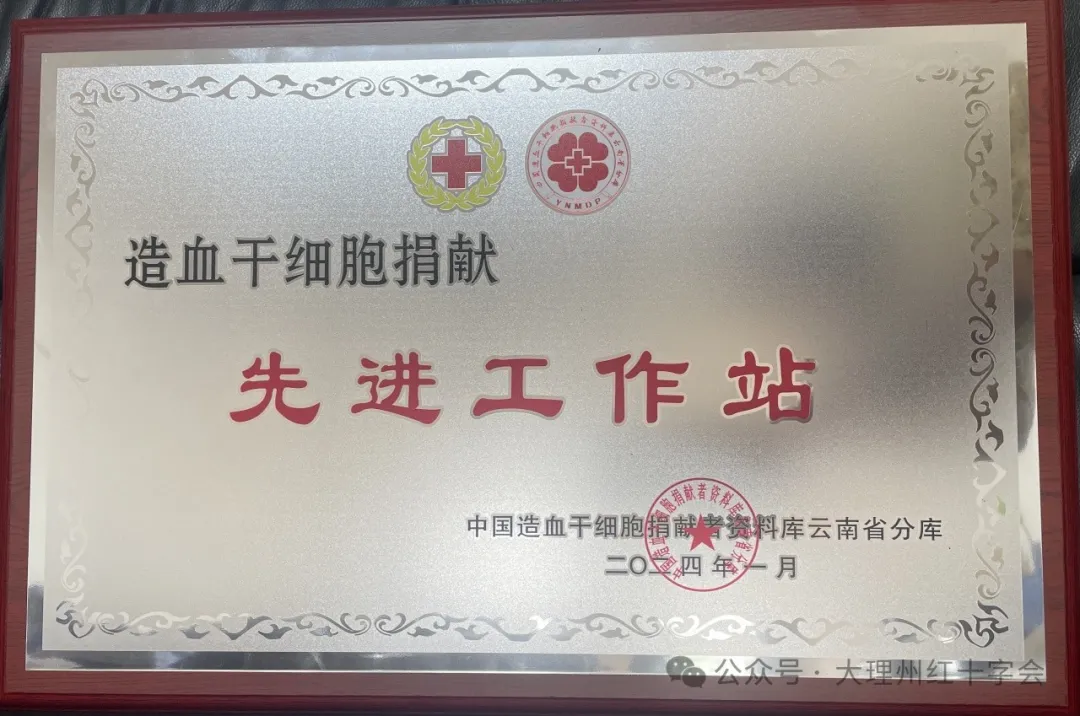 YNMDP
造血干细胞捐献
先进工作站
中国造血干细胞捐献者资料库云南省分库
二〇二四年一月
公众号·大理州红十字会